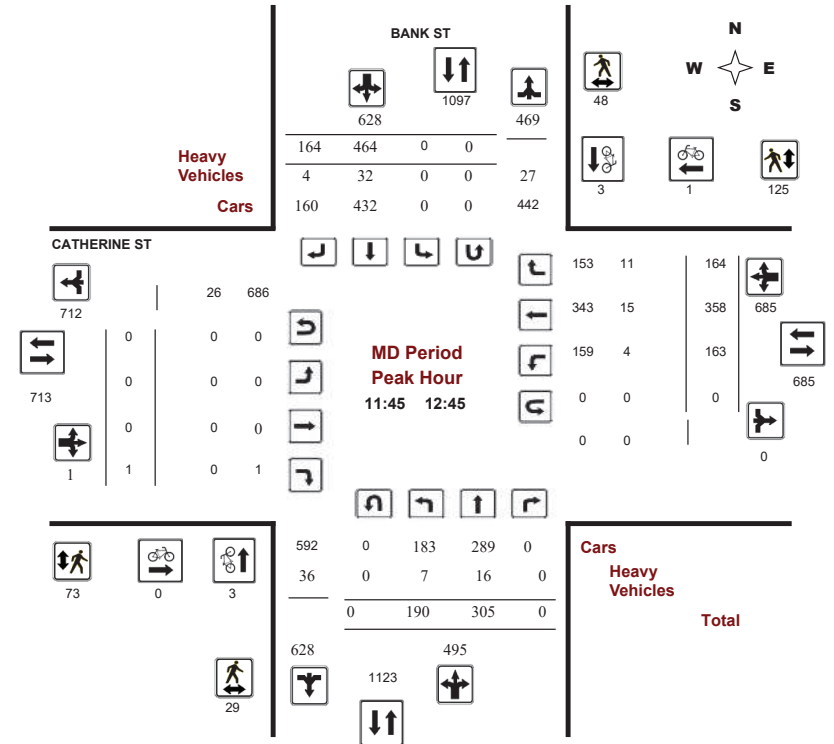 BANK ST
N
W E
S
1097
48
628 469
164 464 0 0
Heavy
Vehicles
4 32 0 0 27
Cars
160 432 0 0 442
3 1 125
CATHERINE ST
153 11 164
26 686
712
343 15 358 685
0 0 0
159 4 163
MD Period
Peak Hour
11:45 12:45
713
0 0 0
685
0 0 0
0 0 0
0 0
0
1
1 0 1
592 0 183 289 0
Cars
36 0 7 16 0
Heavy
Vehicles
73 0 3
0 190 305 0
Total
628 495
1123
29